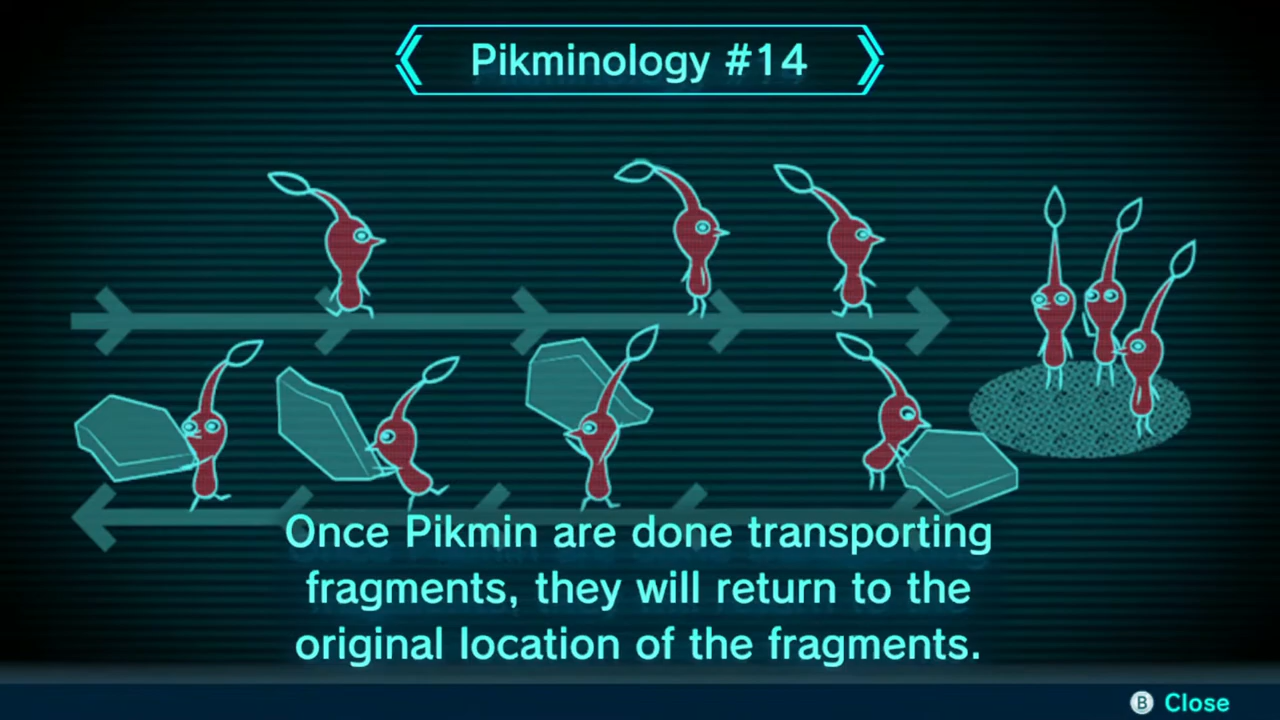 Pikminology #14
Once Pikmin are done transporting
fragments, they will return to the
original location of the fragments.
B Close